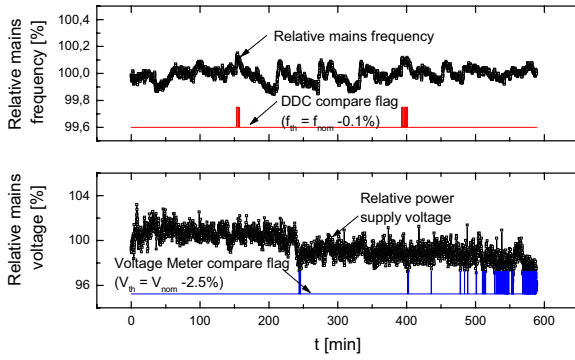 Relative mains
frequency [%]
100,4
100,2
100,0
99,8
99,6
Relative mains frequency
DDC compare flag
(f_th = f_nom -0.1%)
Relative mains
voltage [%]
104
100
98
96
Relative power
supply voltage
Voltage Meter compare flag
(V_th = V_nom -2.5%)
0 100 200 300 400 500 600
t [min]